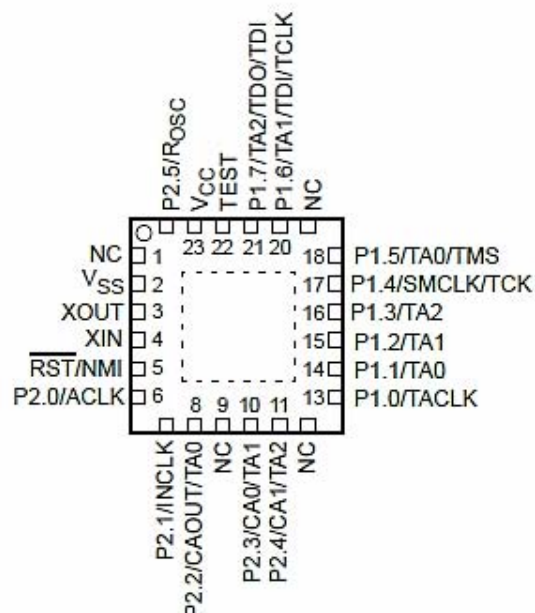 P2.5/ROSC
VCC
TEST
P1.7/TA2/TDO/TDI
P1.6/TA1/TDI/TCLK
NC
23 22 21 20
NC 1
VSS 2
XOUT 3
XIN 4
RST/NMI 5
P2.0/ACLK 6
18 P1.5/TA0/TMS
17 P1.4/SMCLK/TCK
16 P1.3/TA2
15 P1.2/TA1
14 P1.1/TA0
13 P1.0/TACLK
8 9 10 11
P2.1/INCLK
P2.2/CAOUT/TA0
NC
P2.3/CA0/TA1
P2.4/CA1/TA2
NC